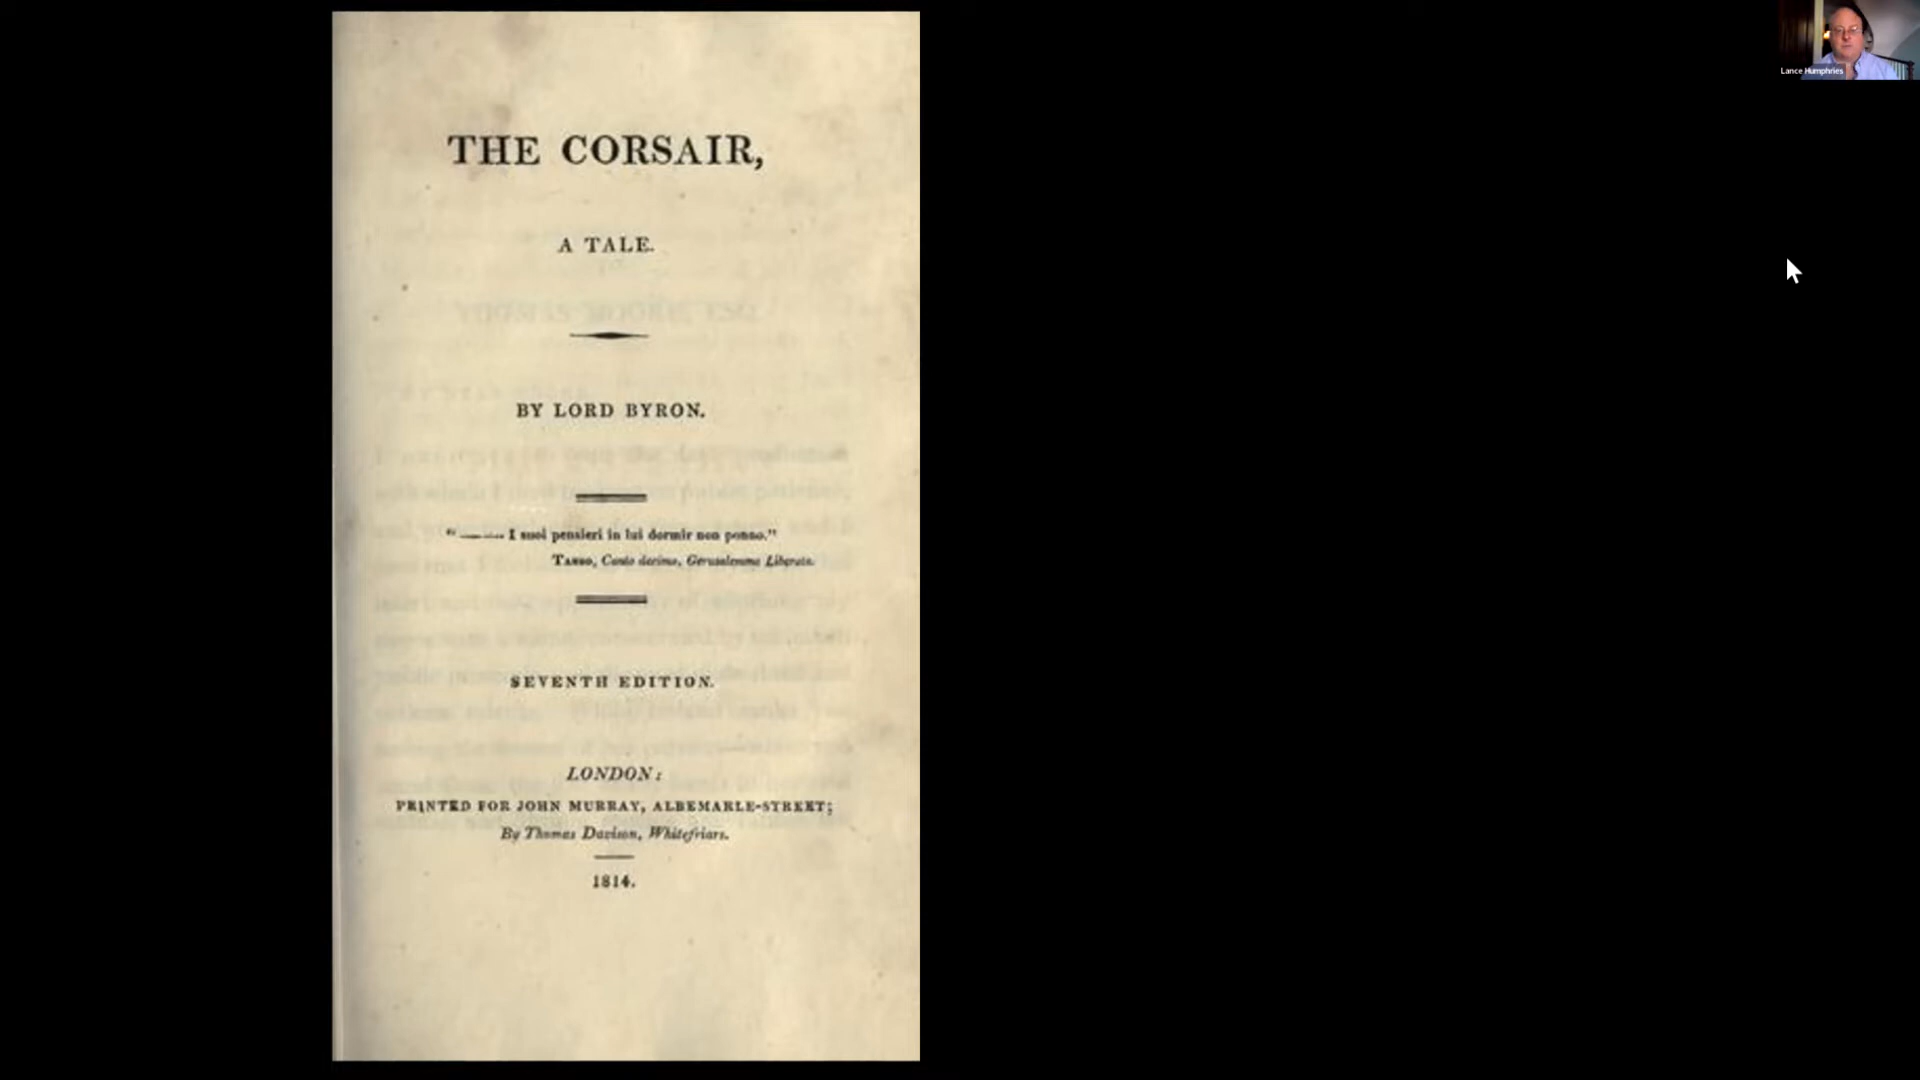 THE CORSAIR,
A TALE.
BY LORD BYRON.
"——— I suoi pensieri in lui dormir non ponno."
TASSO, Canto decimo, Gerusalemme Liberata.
SEVENTH EDITION.
LONDON:
PRINTED FOR JOHN MURRAY, ALBEMARLE-STREET;
By Thomas Davison, Whitefriars.
1814.
Lance Humphries